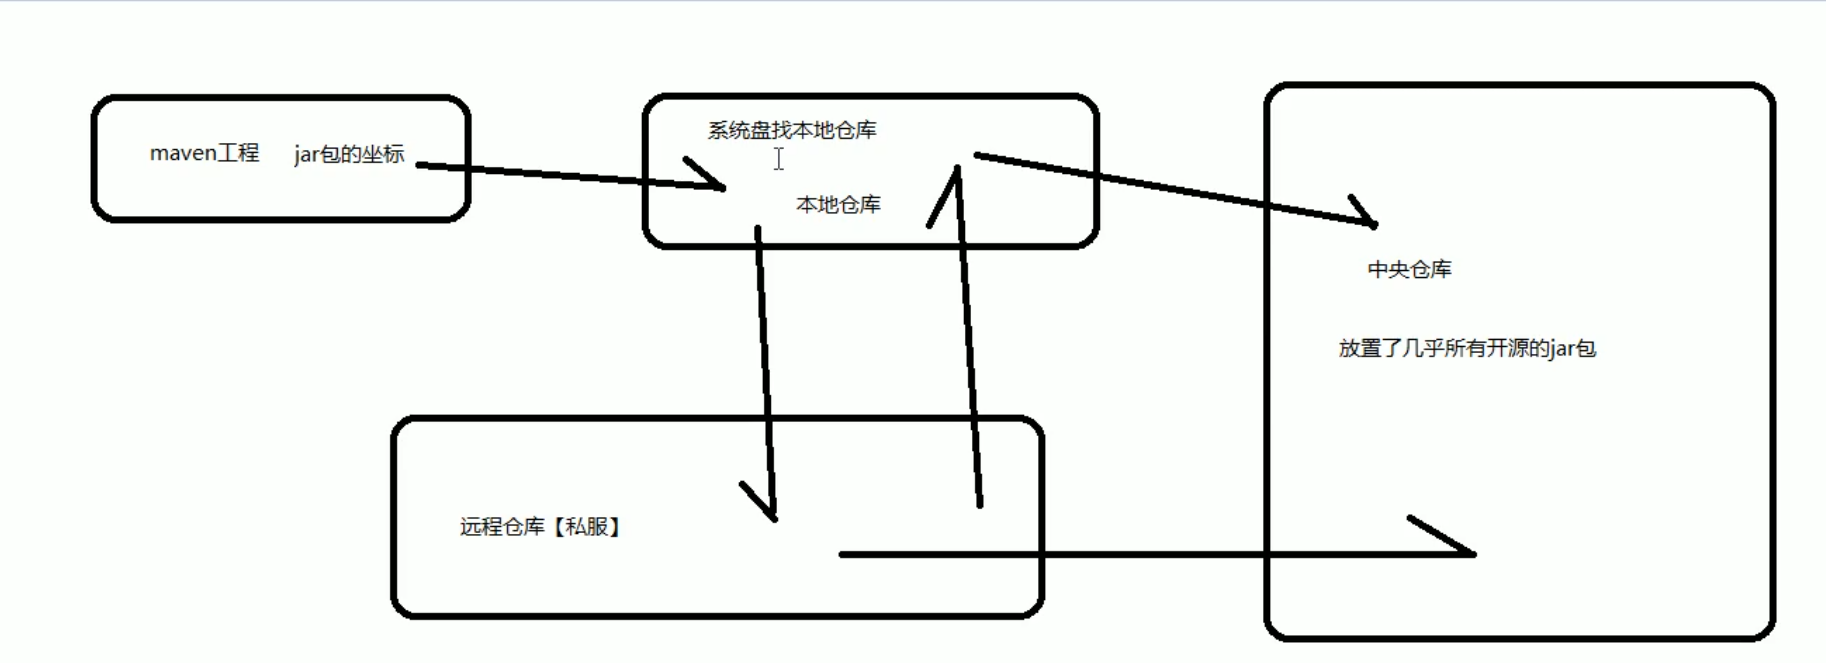 maven工程 jar包的坐标
系统盘找本地仓库
本地仓库
中央仓库
放置了几乎所有开源的jar包
远程仓库【私服】